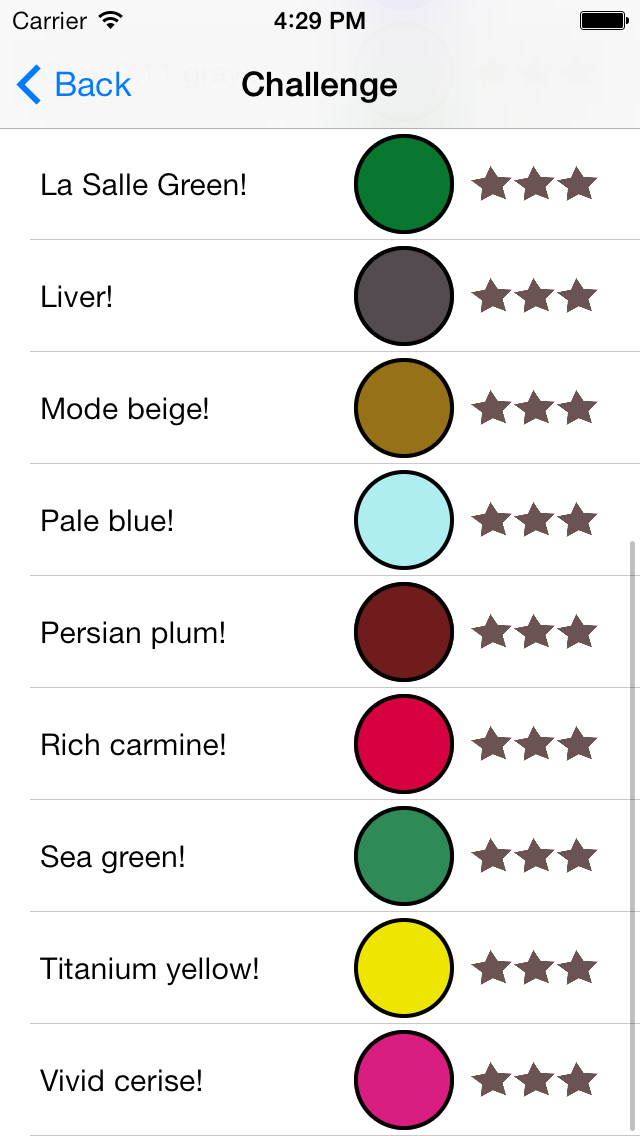 Carrier 4:29 PM
Back Challenge
La Salle Green!
Liver!
Mode beige!
Pale blue!
Persian plum!
Rich carmine!
Sea green!
Titanium yellow!
Vivid cerise!